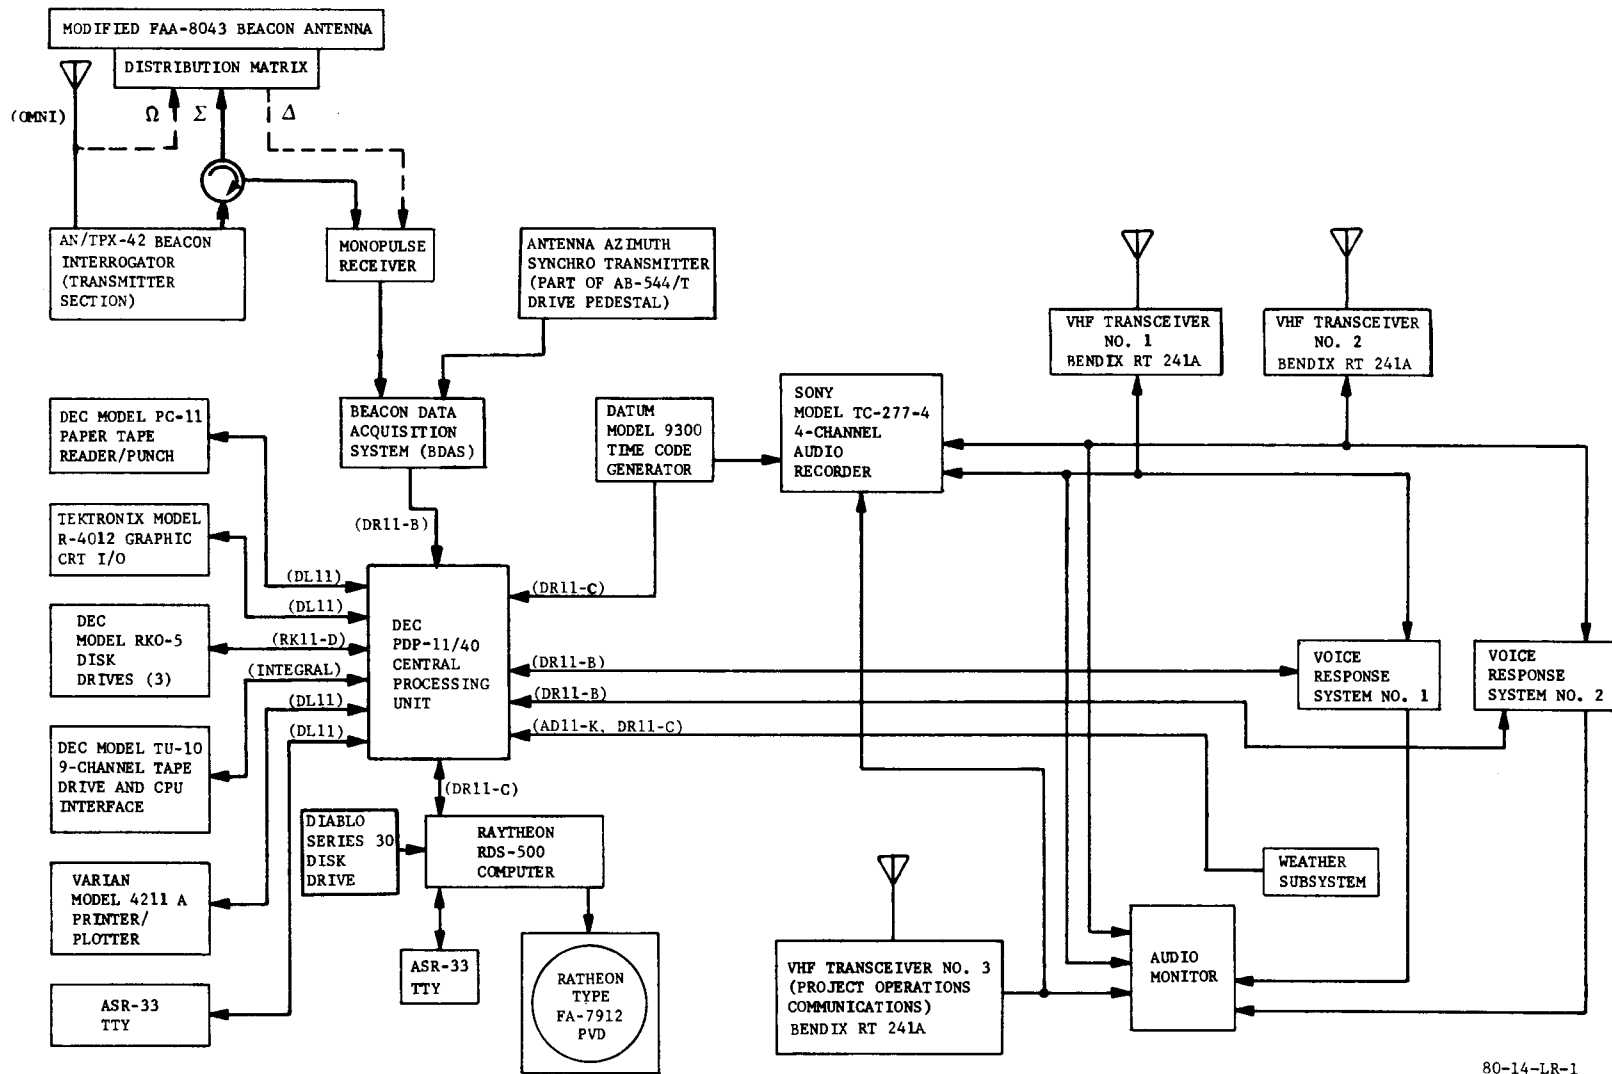 MODIFIED FAA-8043 BEACON ANTENNA
DISTRIBUTION MATRIX
(OMNI)
Ω
Σ
Δ
AN/TPX-42 BEACON
INTERROGATOR
(TRANSMITTER
SECTION)
MONOPULSE
RECEIVER
ANTENNA AZIMUTH
SYNCHRO TRANSMITTER
(PART OF AB-544/T
DRIVE PEDESTAL)
VHF TRANSCEIVER
NO. 1
BENDIX RT 241A
VHF TRANSCEIVER
NO. 2
BENDIX RT 241A
DEC MODEL PC-11
PAPER TAPE
READER/PUNCH
BEACON DATA
ACQUISITION
SYSTEM (BDAS)
DATUM
MODEL 9300
TIME CODE
GENERATOR
SONY
MODEL TC-277-4
4-CHANNEL
AUDIO
RECORDER
TEKTRONIX MODEL
R-4012 GRAPHIC
CRT I/O
(DR11-B)
(DL11)
(DL11)
(RK11-D)
(INTEGRAL)
(DL11)
(DL11)
DEC
PDP-11/40
CENTRAL
PROCESSING
UNIT
(DR11-C)
(DR11-B)
(DR11-B)
(AD11-K, DR11-C)
(DR11-C)
DEC
MODEL RKO-5
DISK
DRIVES (3)
VOICE
RESPONSE
SYSTEM NO. 1
VOICE
RESPONSE
SYSTEM NO. 2
DEC MODEL TU-10
9-CHANNEL TAPE
DRIVE AND CPU
INTERFACE
DIABLO
SERIES 30
DISK
DRIVE
RAYTHEON
RDS-500
COMPUTER
WEATHER
SUBSYSTEM
VARIAN
MODEL 4211 A
PRINTER/
PLOTTER
ASR-33
TTY
RATHEON
TYPE
FA-7912
PVD
VHF TRANSCEIVER NO. 3
(PROJECT OPERATIONS
COMMUNICATIONS)
BENDIX RT 241A
AUDIO
MONITOR
ASR-33
TTY
80-14-LR-1